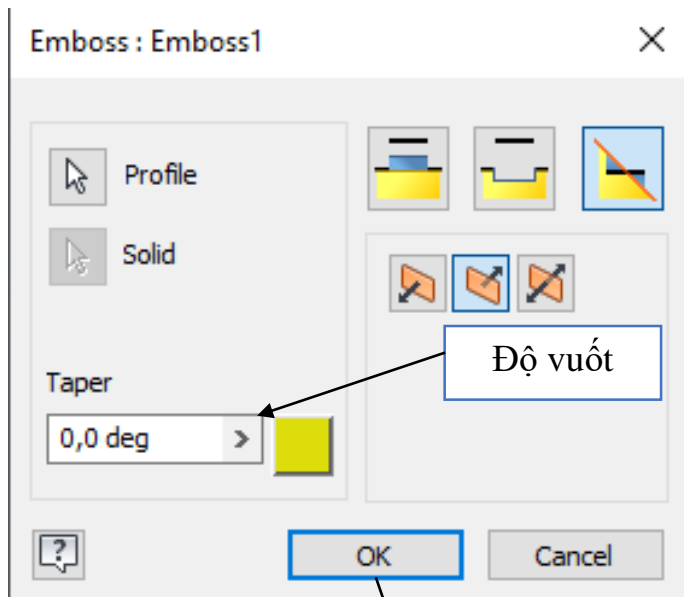 Emboss : Emboss1
Profile
Solid
Độ vuốt
Taper
0,0 deg
?
OK
Cancel